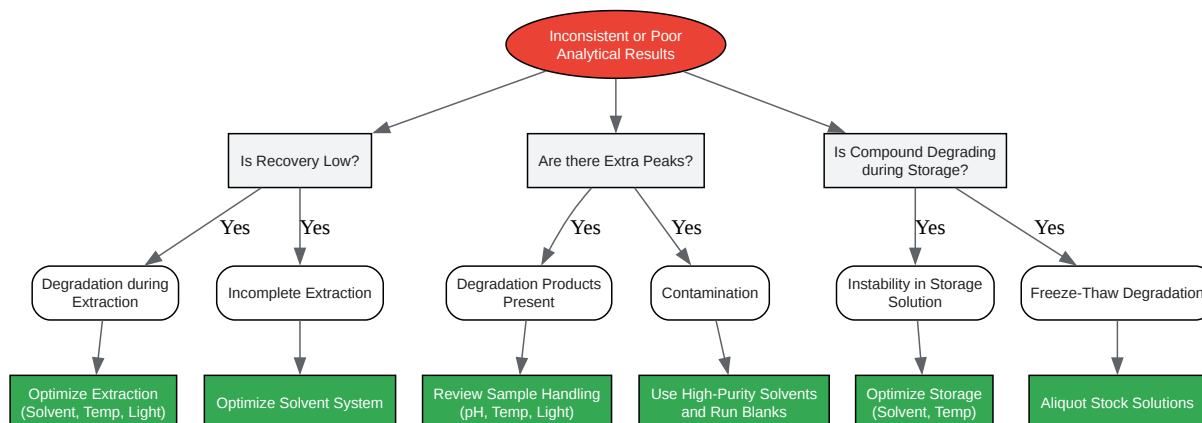 Inconsistent or Poor
Analytical Results
Is Recovery Low?
Are there Extra Peaks?
Is Compound Degrading
during Storage?
Yes
Yes
Yes
Yes
Yes
Yes
Degradation during
Extraction
Incomplete Extraction
Degradation Products
Present
Contamination
Instability in Storage
Solution
Freeze-Thaw Degradation
Optimize Extraction
(Solvent, Temp, Light)
Optimize Solvent System
Review Sample Handling
(pH, Temp, Light)
Use High-Purity Solvents
and Run Blanks
Optimize Storage
(Solvent, Temp)
Aliquot Stock Solutions